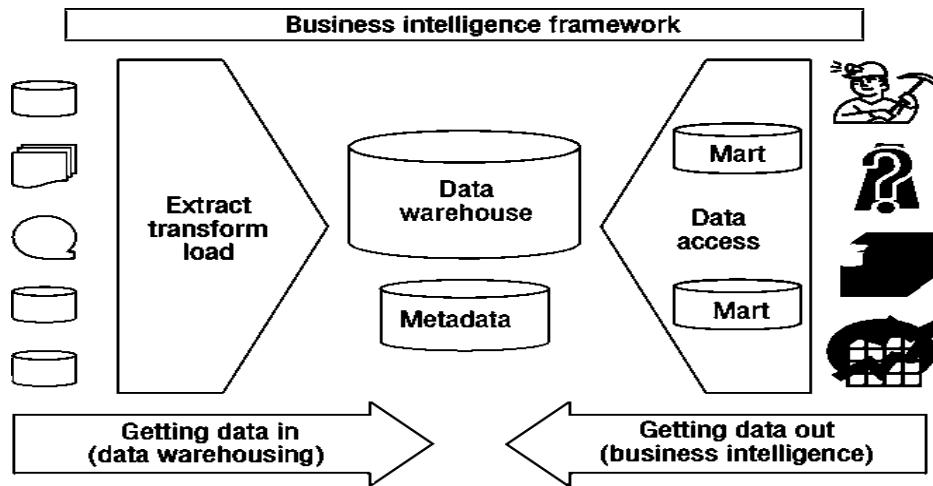 Business intelligence framework
Extract
transform
load
Data
warehouse
Metadata
Mart
Data
access
Mart
?
Getting data in
(data warehousing)
Getting data out
(business intelligence)